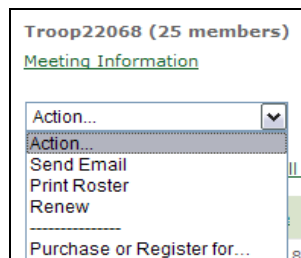 Troop22068 (25 members)
Meeting Information
Action...
Action...
Send Email
Print Roster
Renew
---------------
Purchase or Register for...